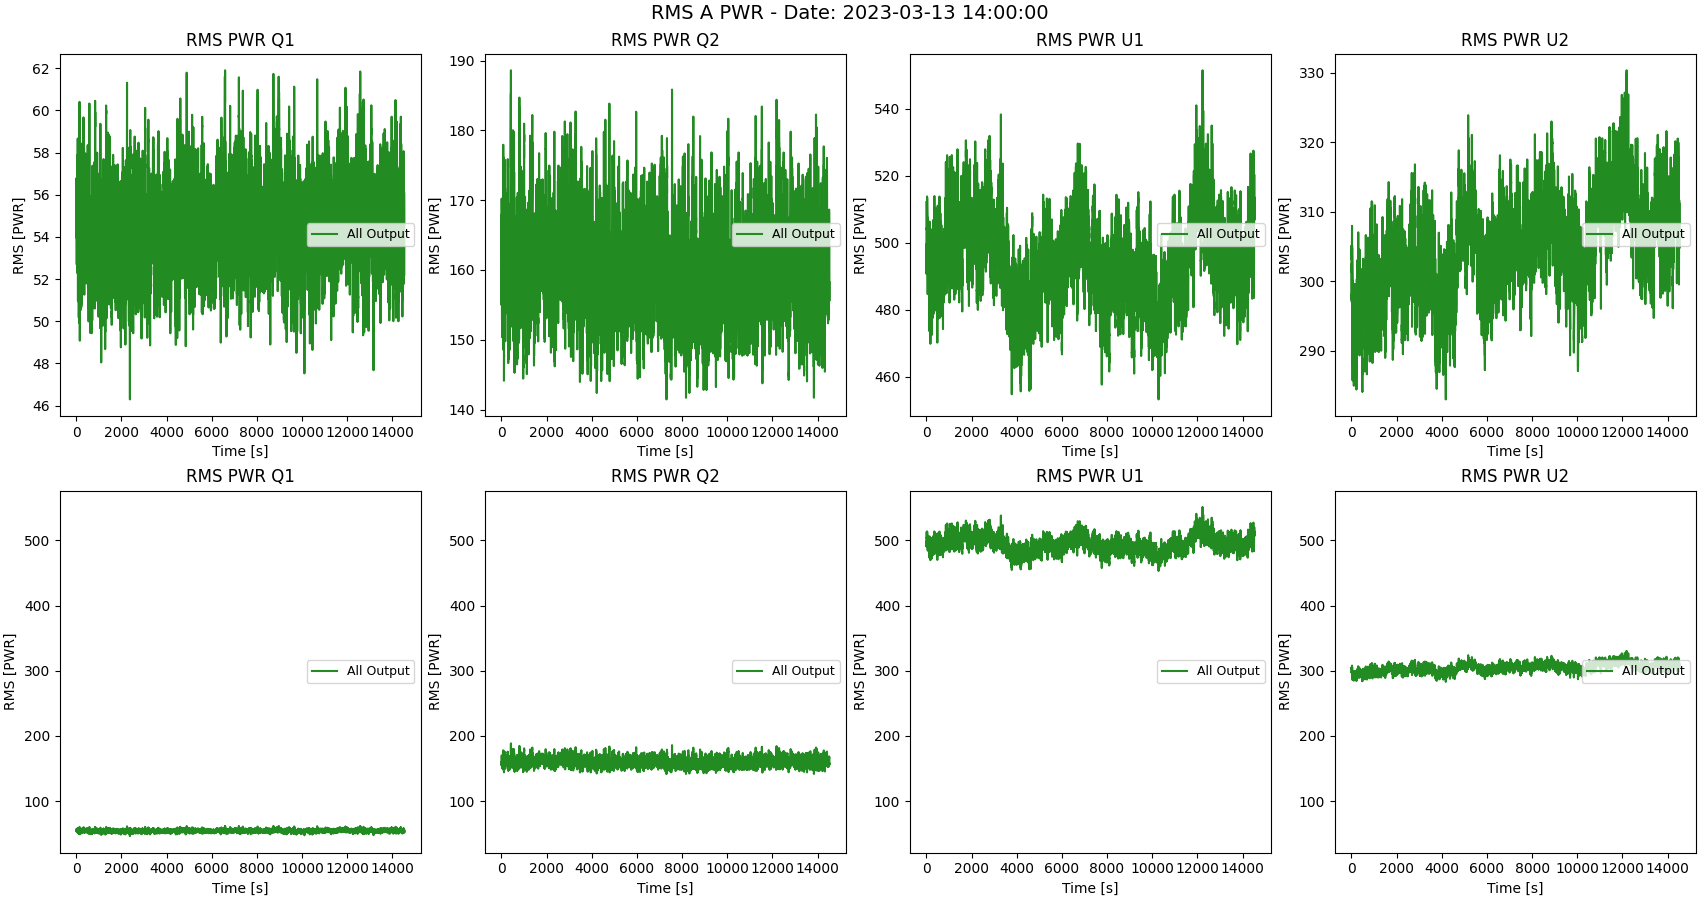 RMS A PWR - Date: 2023-03-13 14:00:00
RMS PWR Q1
RMS [PWR]
62
60
58
56
54
52
50
48
46
All Output
0 2000 4000 6000 8000 10000 12000 14000
Time [s]
RMS PWR Q2
RMS [PWR]
190
180
170
160
150
140
All Output
0 2000 4000 6000 8000 10000 12000 14000
Time [s]
RMS PWR U1
RMS [PWR]
540
520
500
480
460
All Output
0 2000 4000 6000 8000 10000 12000 14000
Time [s]
RMS PWR U2
RMS [PWR]
330
320
310
300
290
All Output
0 2000 4000 6000 8000 10000 12000 14000
Time [s]
RMS PWR Q1
RMS [PWR]
500
400
300
200
100
All Output
0 2000 4000 6000 8000 10000 12000 14000
Time [s]
RMS PWR Q2
RMS [PWR]
500
400
300
200
100
All Output
0 2000 4000 6000 8000 10000 12000 14000
Time [s]
RMS PWR U1
RMS [PWR]
500
400
300
200
100
All Output
0 2000 4000 6000 8000 10000 12000 14000
Time [s]
RMS PWR U2
RMS [PWR]
500
400
300
200
100
All Output
0 2000 4000 6000 8000 10000 12000 14000
Time [s]